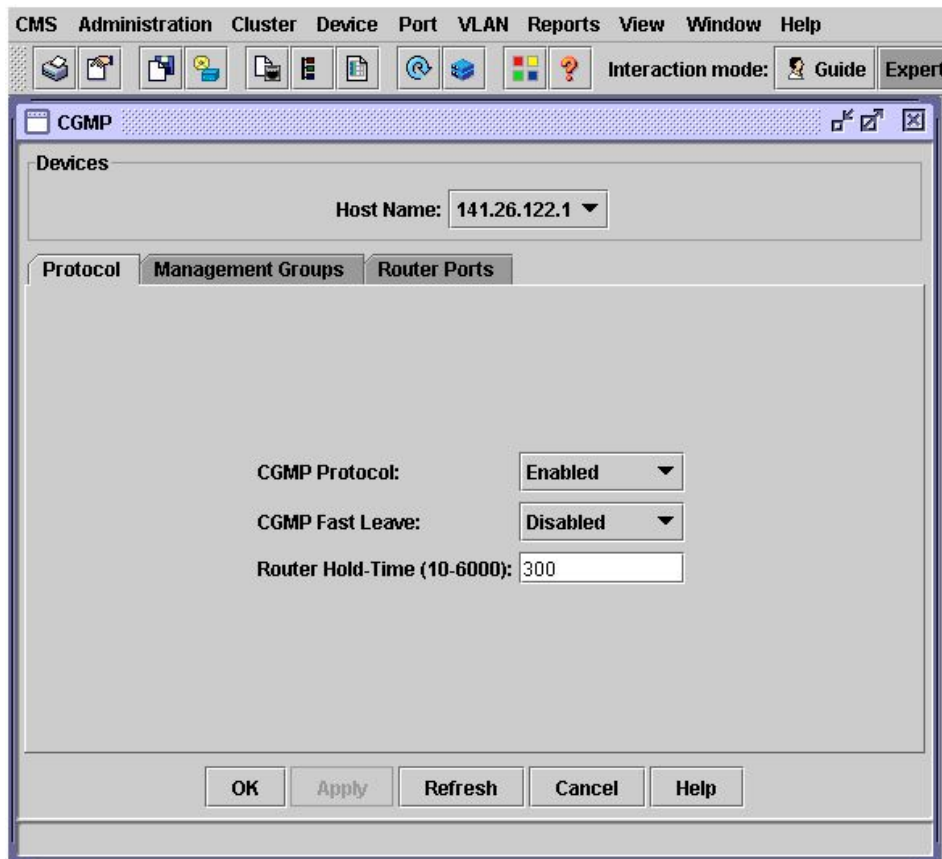 CMS Administration Cluster Device Port VLAN Reports View Window Help
Interaction mode: Guide Expert
CGMP
Devices
Host Name: 141.26.122.1
Protocol Management Groups Router Ports
CGMP Protocol: Enabled
CGMP Fast Leave: Disabled
Router Hold-Time (10-6000): 300
OK Apply Refresh Cancel Help